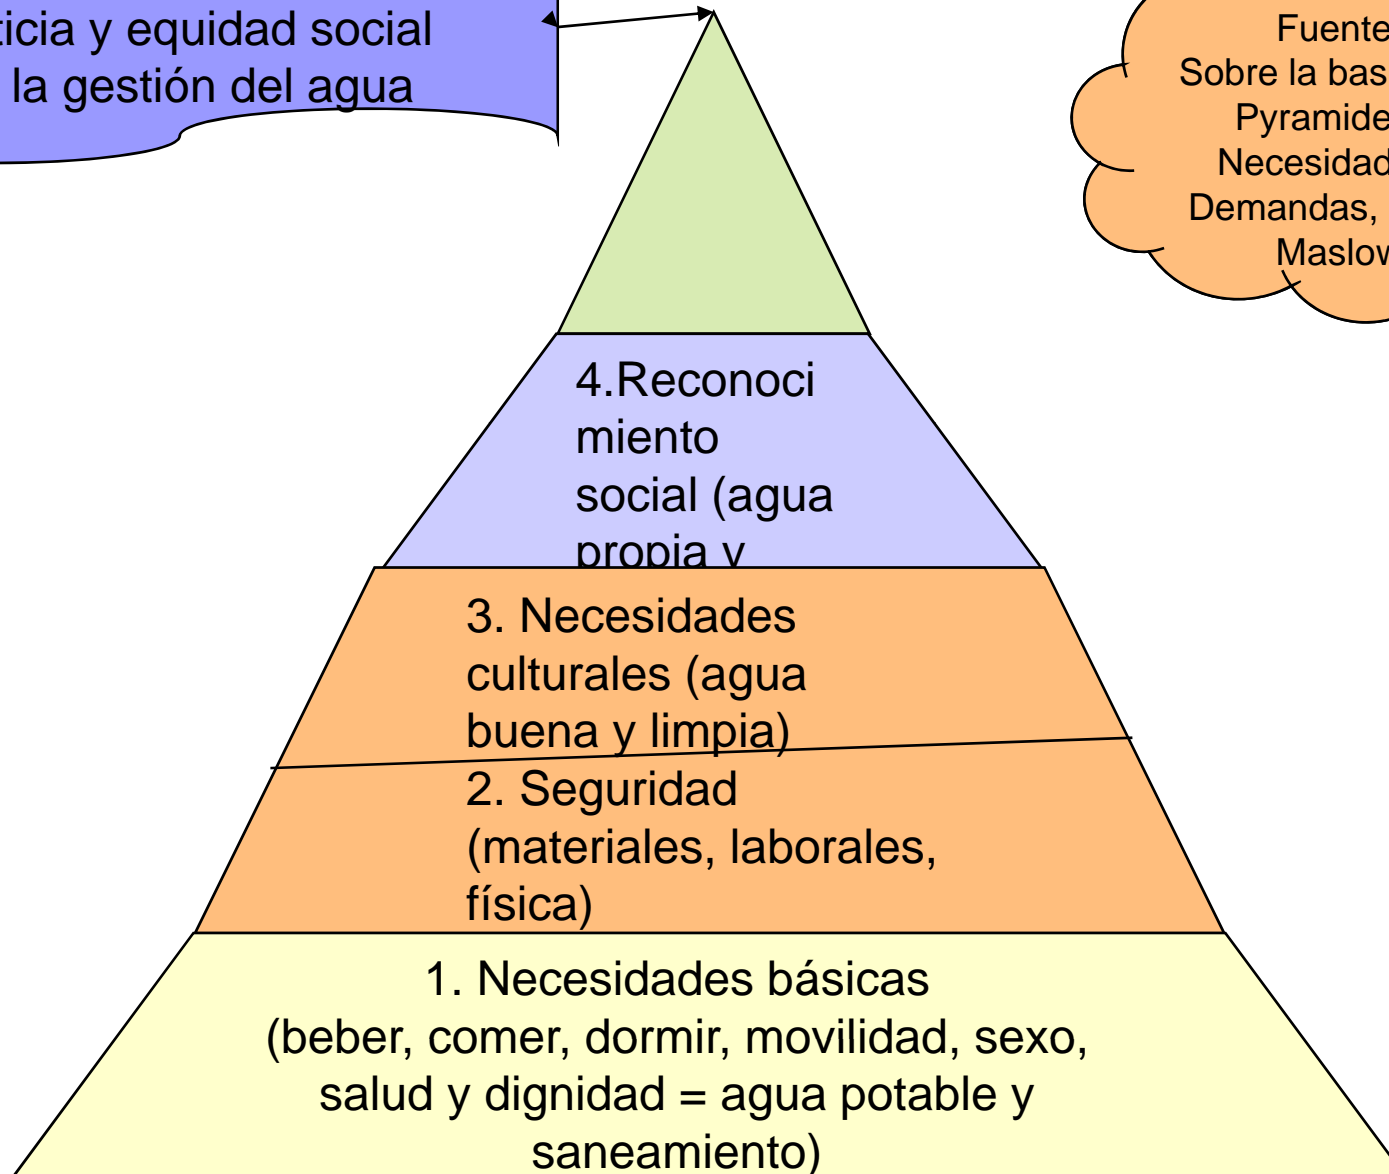 ticia y equidad social
la gestión del agua
Fuente
Sobre la bas
Pyramide
Necesidad
Demandas,
Maslow
4.Reconoci
miento
social (agua
propia y
3. Necesidades
culturales (agua
buena y limpia)
2. Seguridad
(materiales, laborales,
física)
1. Necesidades básicas
(beber, comer, dormir, movilidad, sexo,
salud y dignidad = agua potable y
saneamiento)